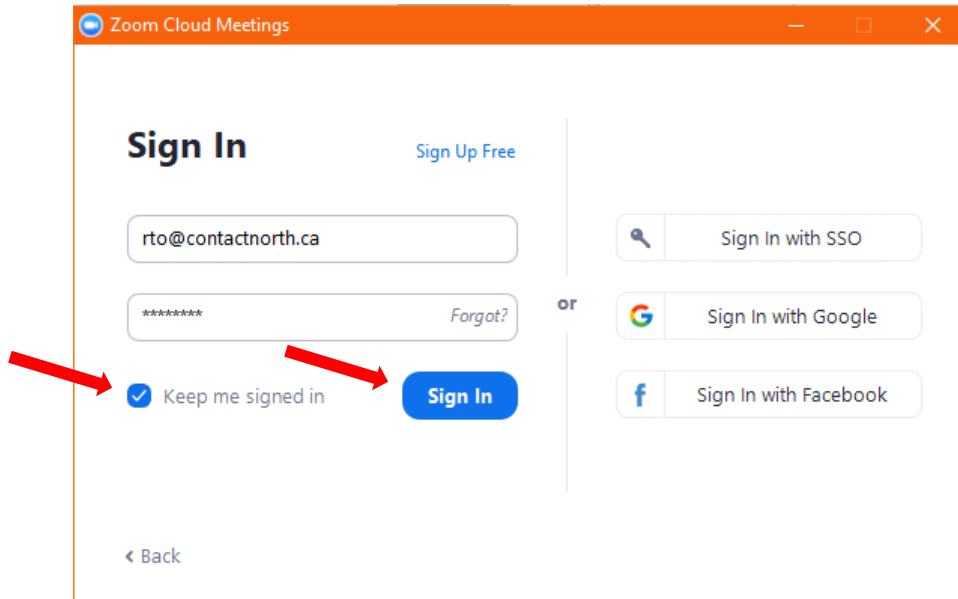 Zoom Cloud Meetings
Sign In
Sign Up Free
rto@contactnorth.ca
******** Forgot?
Keep me signed in
Sign In
or
Sign In with SSO
Sign In with Google
Sign In with Facebook
Back